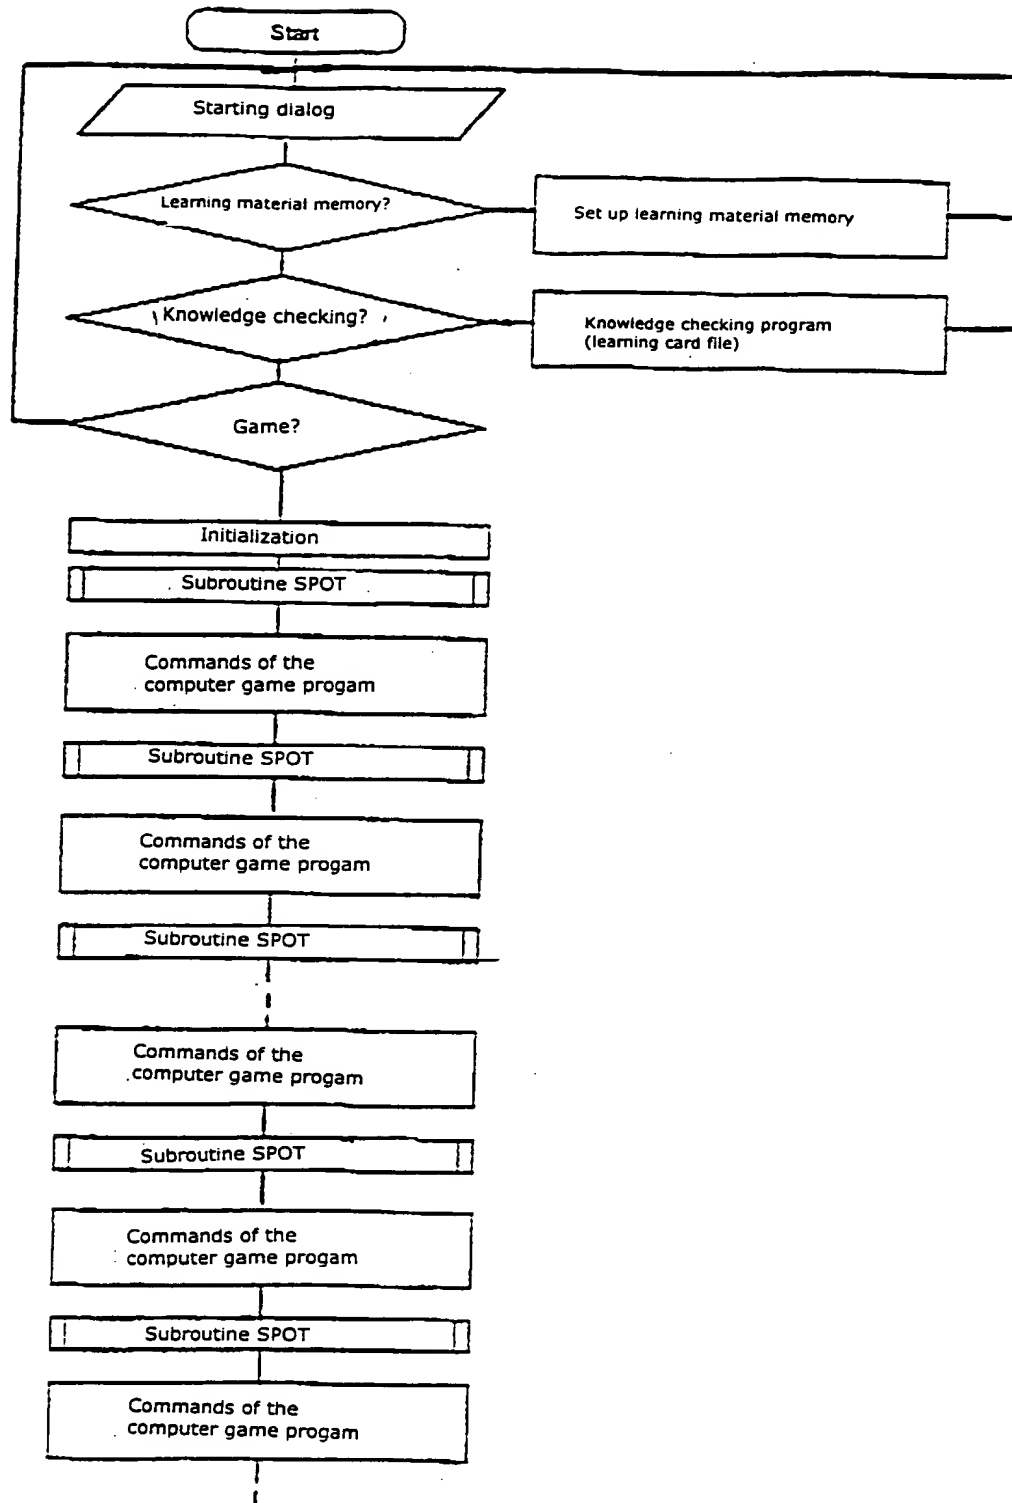 Start
Starting dialog
Learning material memory?
Set up learning material memory
Knowledge checking?
Knowledge checking program
(learning card file)
Game?
Initialization
Subroutine SPOT
Commands of the
computer game progam
Subroutine SPOT
Commands of the
computer game progam
Subroutine SPOT
Commands of the
computer game progam
Subroutine SPOT
Commands of the
computer game progam
Subroutine SPOT
Commands of the
computer game progam